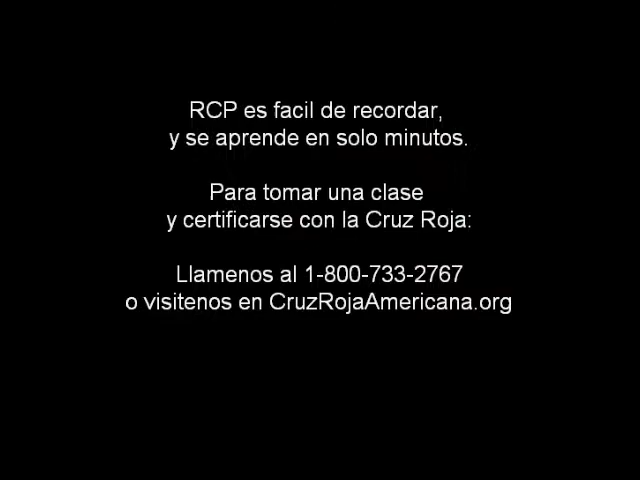 RCP es facil de recordar,
y se aprende en solo minutos.
Para tomar una clase
y certificarse con la Cruz Roja:
Llamenos al 1-800-733-2767
o visitenos en CruzRojaAmericana.org